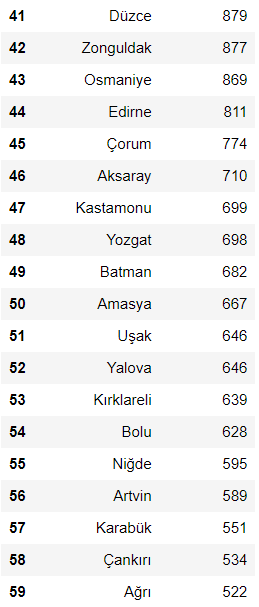 41 Düzce 879
42 Zonguldak 877
43 Osmaniye 869
44 Edirne 811
45 Çorum 774
46 Aksaray 710
47 Kastamonu 699
48 Yozgat 698
49 Batman 682
50 Amasya 667
51 Uşak 646
52 Yalova 646
53 Kırklareli 639
54 Bolu 628
55 Niğde 595
56 Artvin 589
57 Karabük 551
58 Çankırı 534
59 Ağrı 522